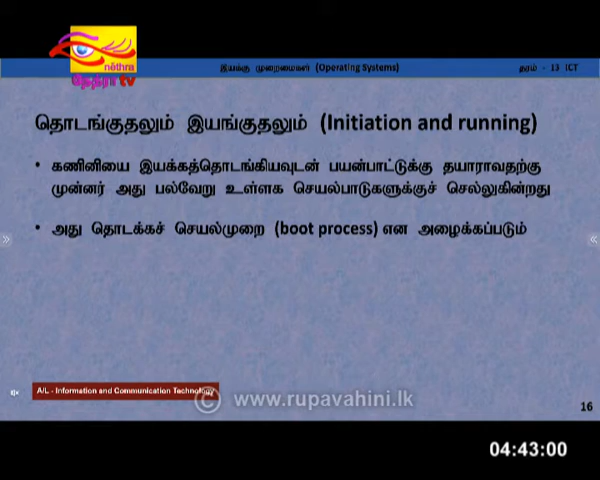 nēthra
நேத்ரா tv
இயக்கு முறைமைகள் (Operating Systems)
தரம் - 13 ICT
தொடங்குதலும் இயங்குதலும் (Initiation and running)
• கணினியை இயக்கத்தொடங்கியவுடன் பயன்பாட்டுக்கு தயாராவதற்கு
முன்னர் அது பல்வேறு உள்ளக செயல்பாடுகளுக்குச் செல்லுகின்றது
• அது தொடக்கச் செயல்முறை (boot process) என அழைக்கப்படும்
A/L - Information and Communication Technology
© www.rupavahini.lk
16
04:43:00